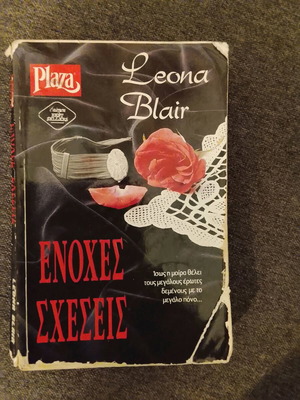 Plaza
Leona
Blair
ΕΝΟΧΕΣ
ΣΧΕΣΕΙΣ
Ίσως η μοίρα θέλει
τους μεγάλους έρωτες
δεμένους με το
μεγάλο πόνο...